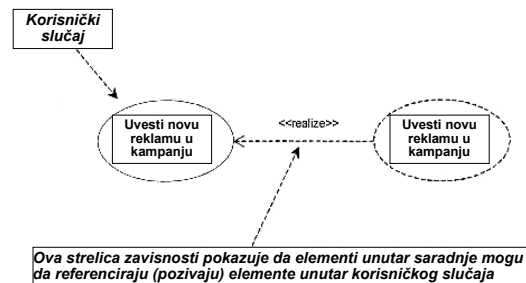 Korisnički
slučaj
Uvesti novu
reklamu u
kampanju
<<realize>>
Uvesti novu
reklamu u
kampanju
Ova strelica zavisnosti pokazuje da elementi unutar saradnje mogu
da referenciraju (pozivaju) elemente unutar korisničkog slučaja